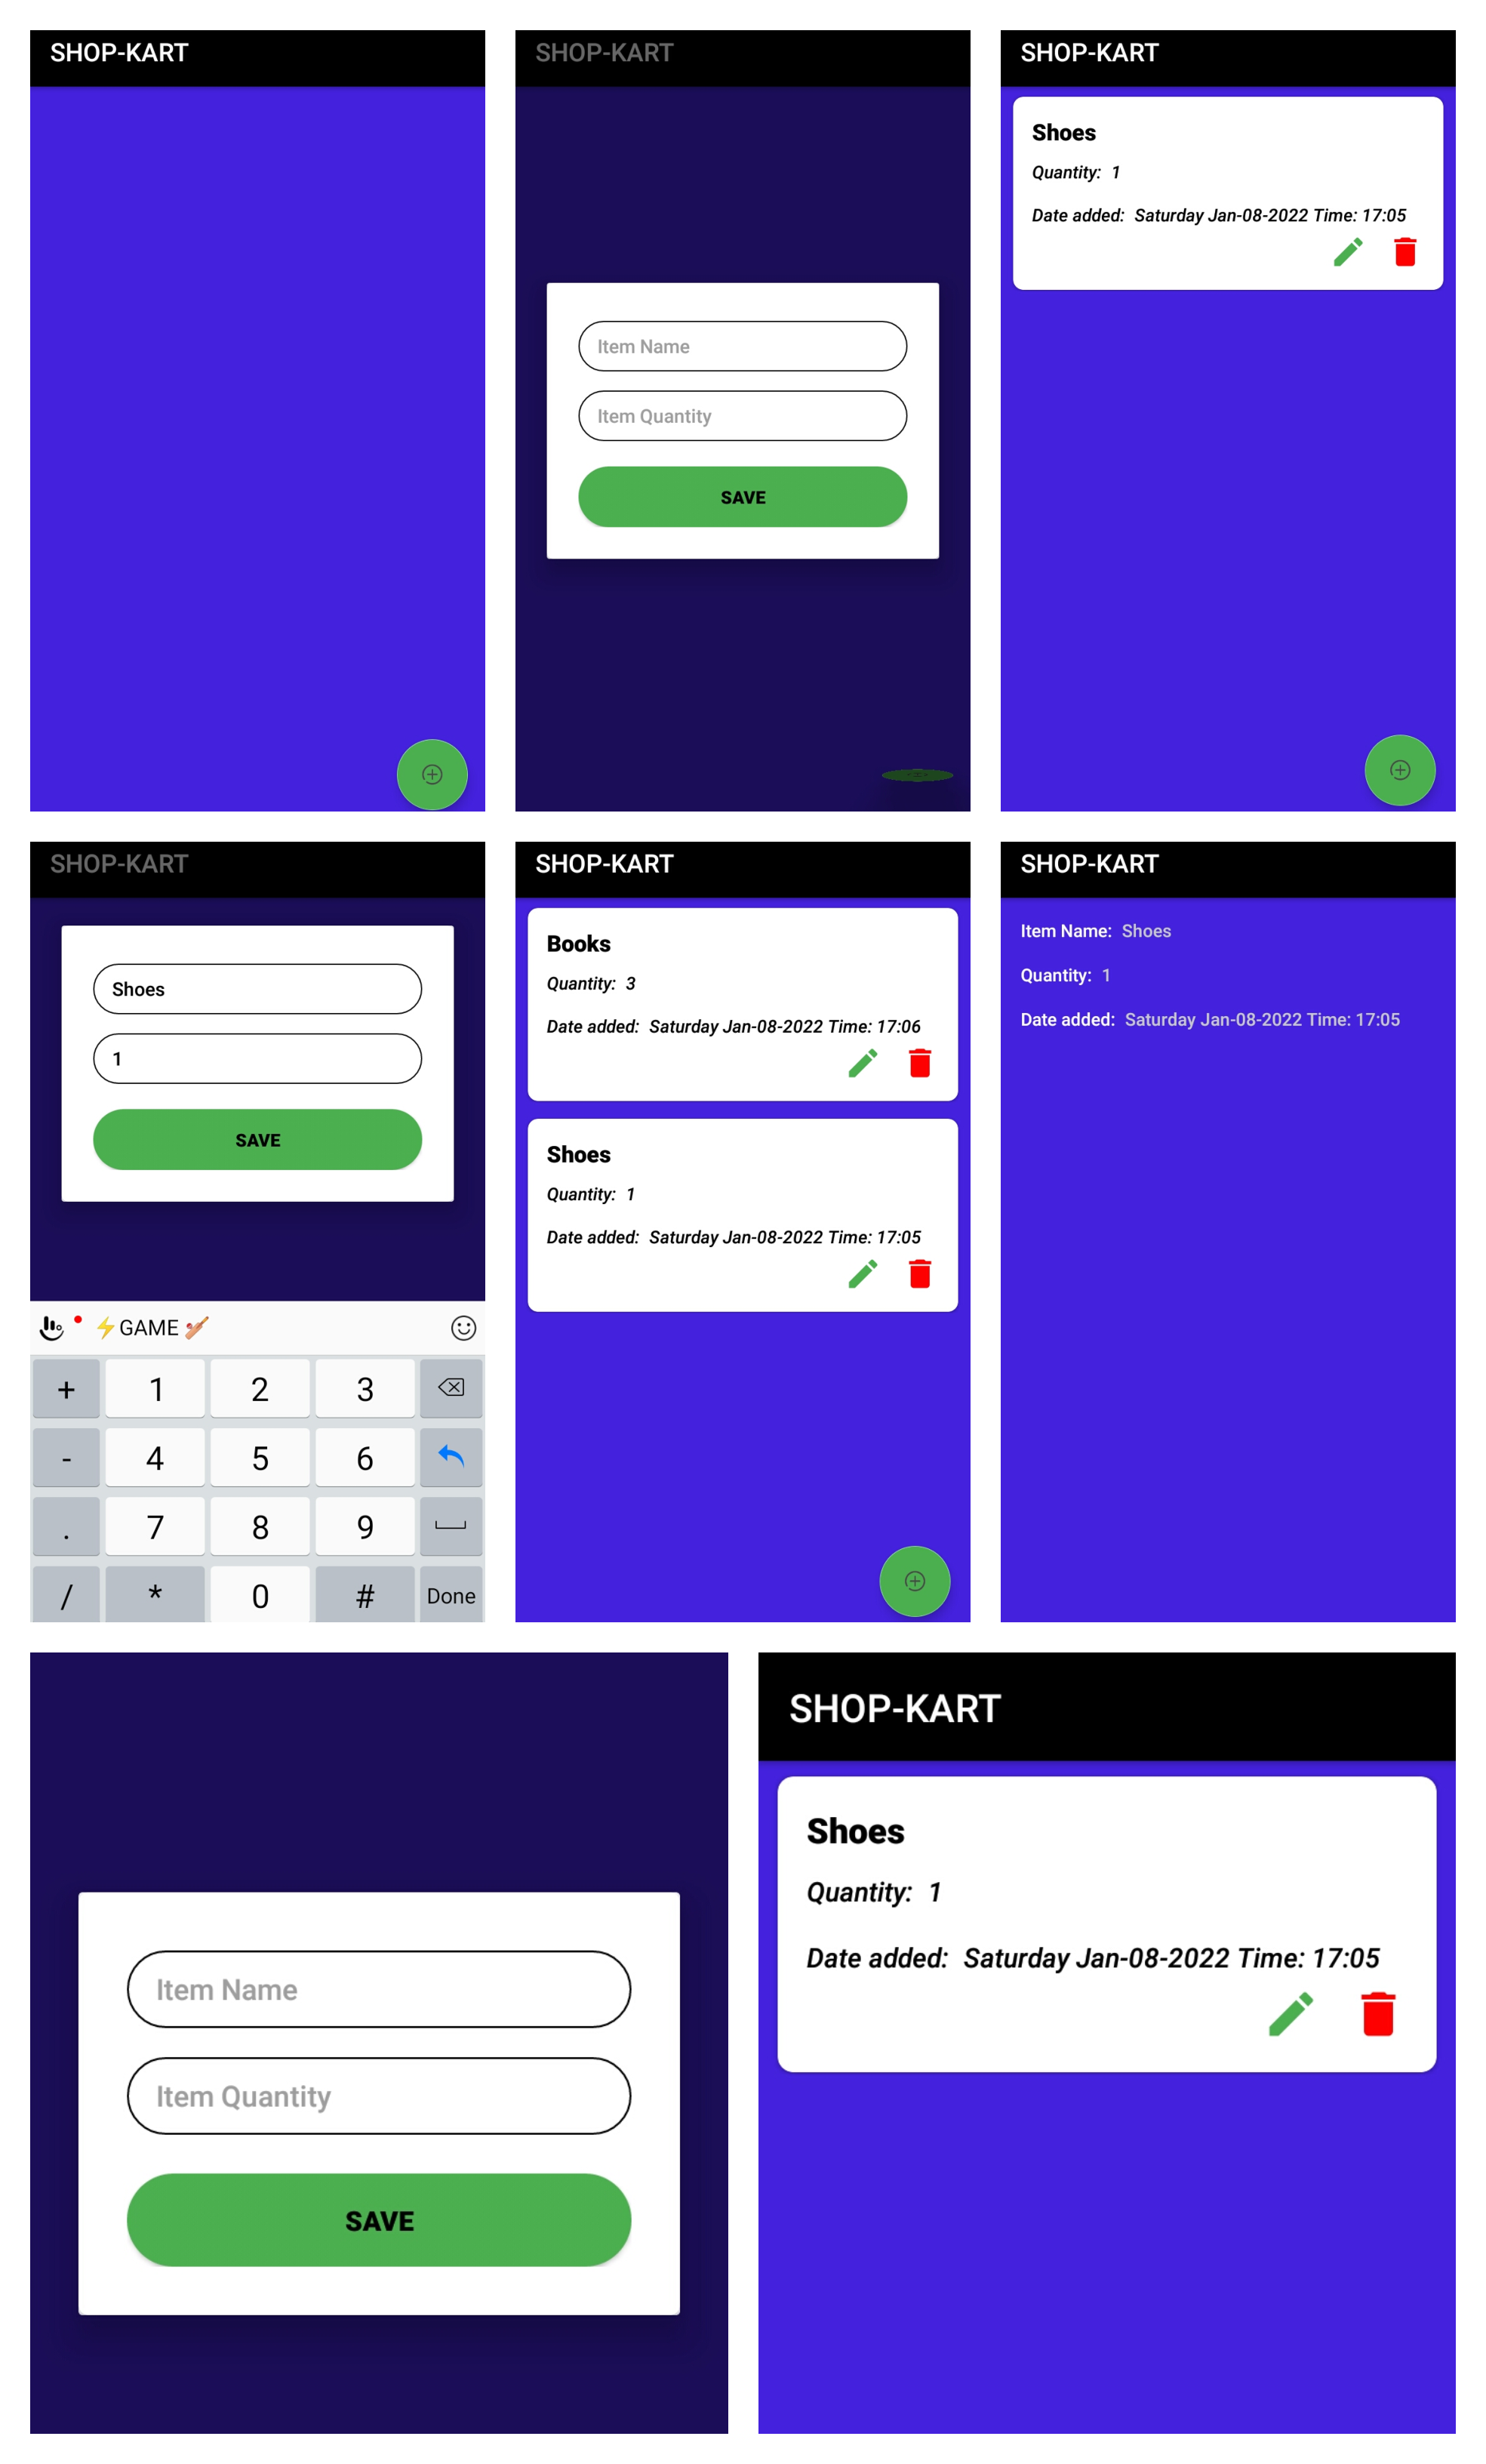 SHOP-KART
SHOP-KART
Item Name
Item Quantity
SAVE
SHOP-KART
Shoes
Quantity: 1
Date added: Saturday Jan-08-2022 Time: 17:05
SHOP-KART
Shoes
1
SAVE
⚡GAME🏏
+ 1 2 3
- 4 5 6
. 7 8 9
/ * 0 # Done
SHOP-KART
Books
Quantity: 3
Date added: Saturday Jan-08-2022 Time: 17:06
Shoes
Quantity: 1
Date added: Saturday Jan-08-2022 Time: 17:05
SHOP-KART
Item Name: Shoes
Quantity: 1
Date added: Saturday Jan-08-2022 Time: 17:05
Item Name
Item Quantity
SAVE
SHOP-KART
Shoes
Quantity: 1
Date added: Saturday Jan-08-2022 Time: 17:05